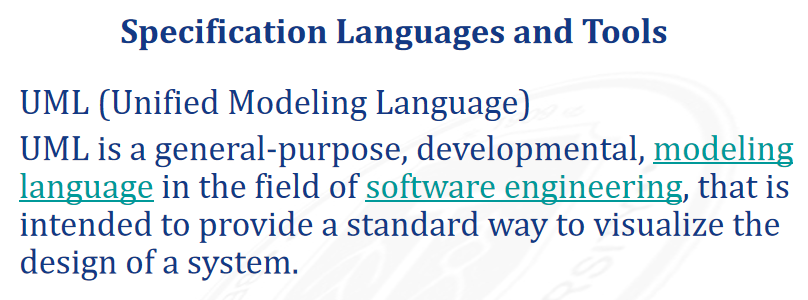 Specification Languages and Tools
UML (Unified Modeling Language)
UML is a general-purpose, developmental, modeling
language in the field of software engineering, that is
intended to provide a standard way to visualize the
design of a system.